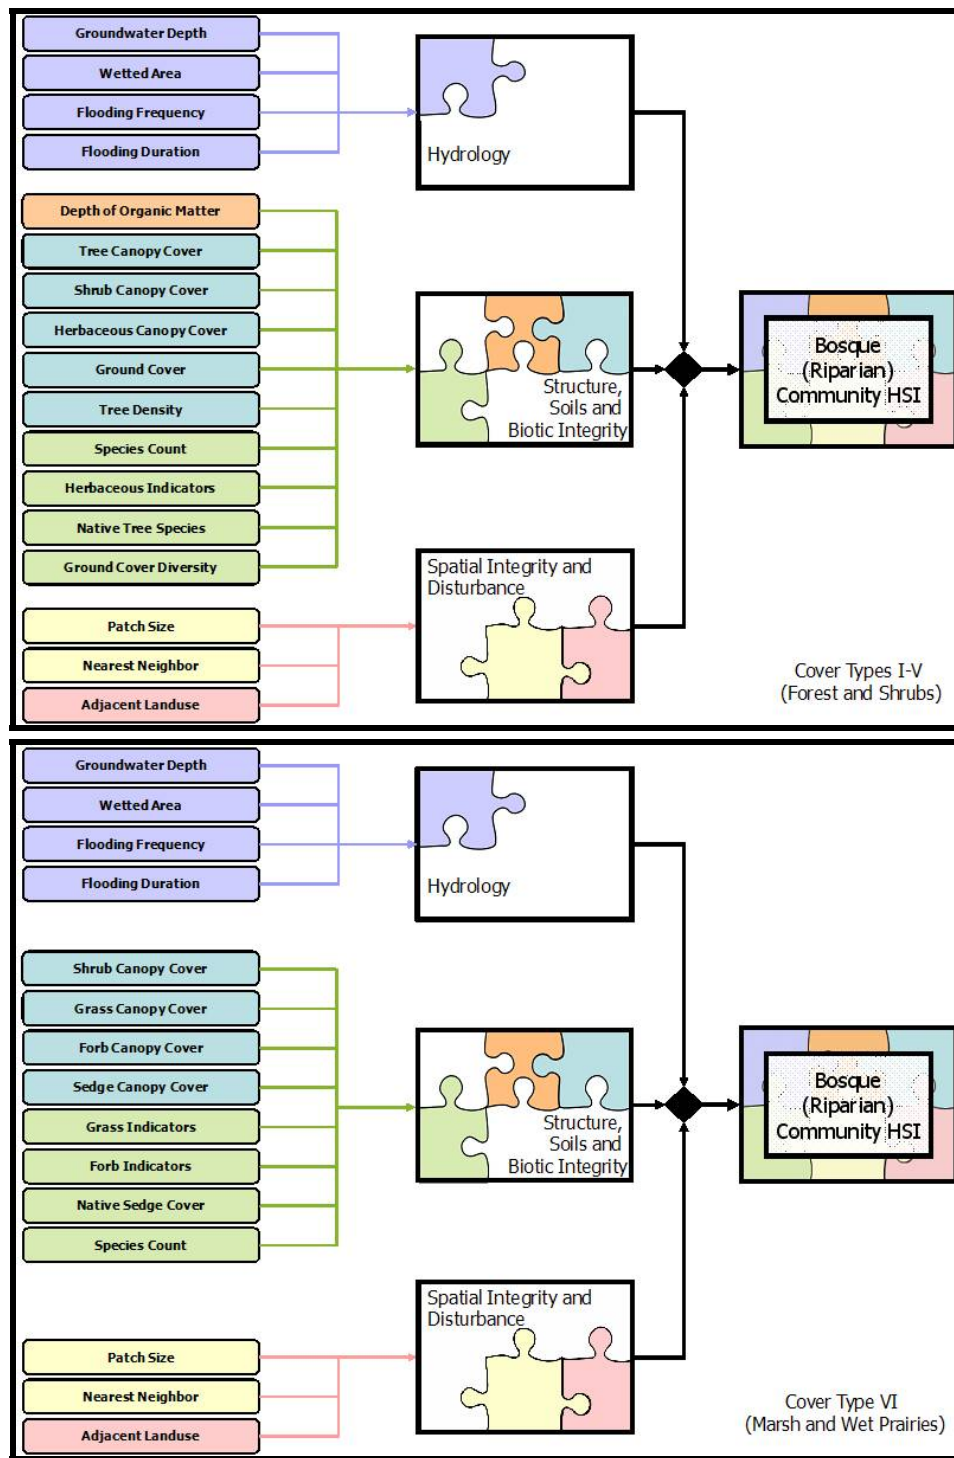 Groundwater Depth
Wetted Area
Flooding Frequency
Flooding Duration
Hydrology
Depth of Organic Matter
Tree Canopy Cover
Shrub Canopy Cover
Herbaceous Canopy Cover
Ground Cover
Tree Density
Species Count
Herbaceous Indicators
Native Tree Species
Ground Cover Diversity
Structure,
Soils and
Biotic Integrity
Bosque
(Riparian)
Community HSI
Patch Size
Nearest Neighbor
Adjacent Landuse
Spatial Integrity and
Disturbance
Cover Types I-V
(Forest and Shrubs)
Groundwater Depth
Wetted Area
Flooding Frequency
Flooding Duration
Hydrology
Shrub Canopy Cover
Grass Canopy Cover
Forb Canopy Cover
Sedge Canopy Cover
Grass Indicators
Forb Indicators
Native Sedge Cover
Species Count
Structure,
Soils and
Biotic Integrity
Bosque
(Riparian)
Community HSI
Patch Size
Nearest Neighbor
Adjacent Landuse
Spatial Integrity and
Disturbance
Cover Type VI
(Marsh and Wet Prairies)